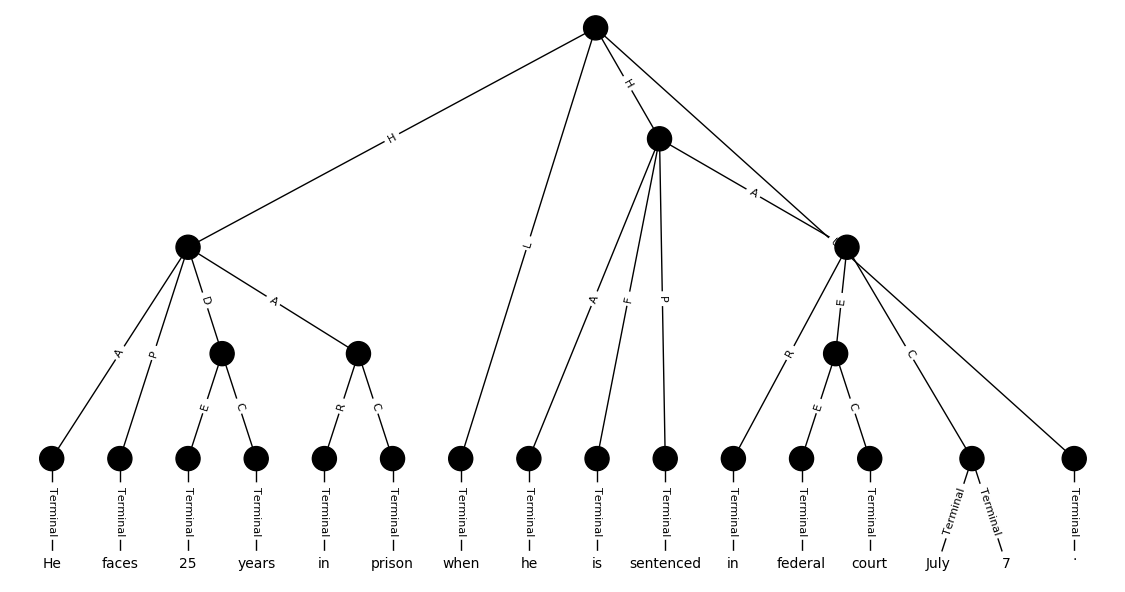 H
H
A
L
U
A
P
D
A
A
F
P
R
E
C
E
C
R
C
E
C
Terminal Terminal Terminal Terminal Terminal Terminal Terminal Terminal Terminal Terminal Terminal Terminal Terminal Terminal Terminal Terminal
He faces 25 years in prison when he is sentenced in federal court July 7 .